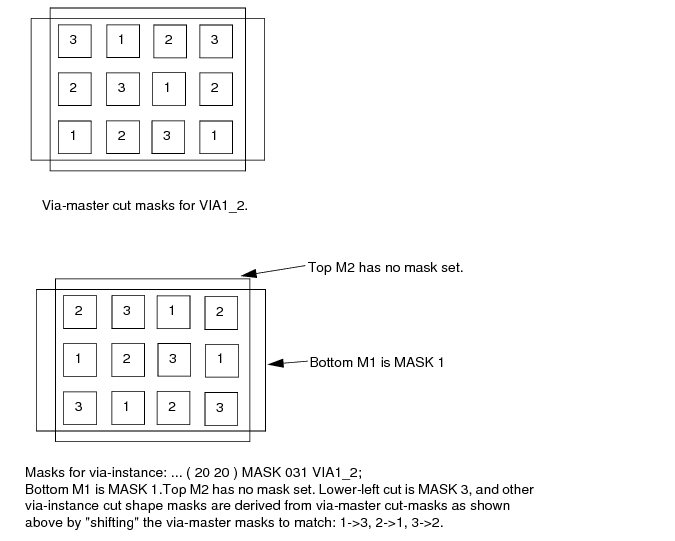 3 1 2 3
2 3 1 2
1 2 3 1
Via-master cut masks for VIA1_2.
Top M2 has no mask set.
2 3 1 2
1 2 3 1
Bottom M1 is MASK 1
3 1 2 3
Masks for via-instance: ... ( 20 20 ) MASK 031 VIA1_2;
Bottom M1 is MASK 1.Top M2 has no mask set. Lower-left cut is MASK 3, and other
via-instance cut shape masks are derived from via-master cut-masks as shown
above by "shifting" the via-master masks to match: 1->3, 2->1, 3->2.